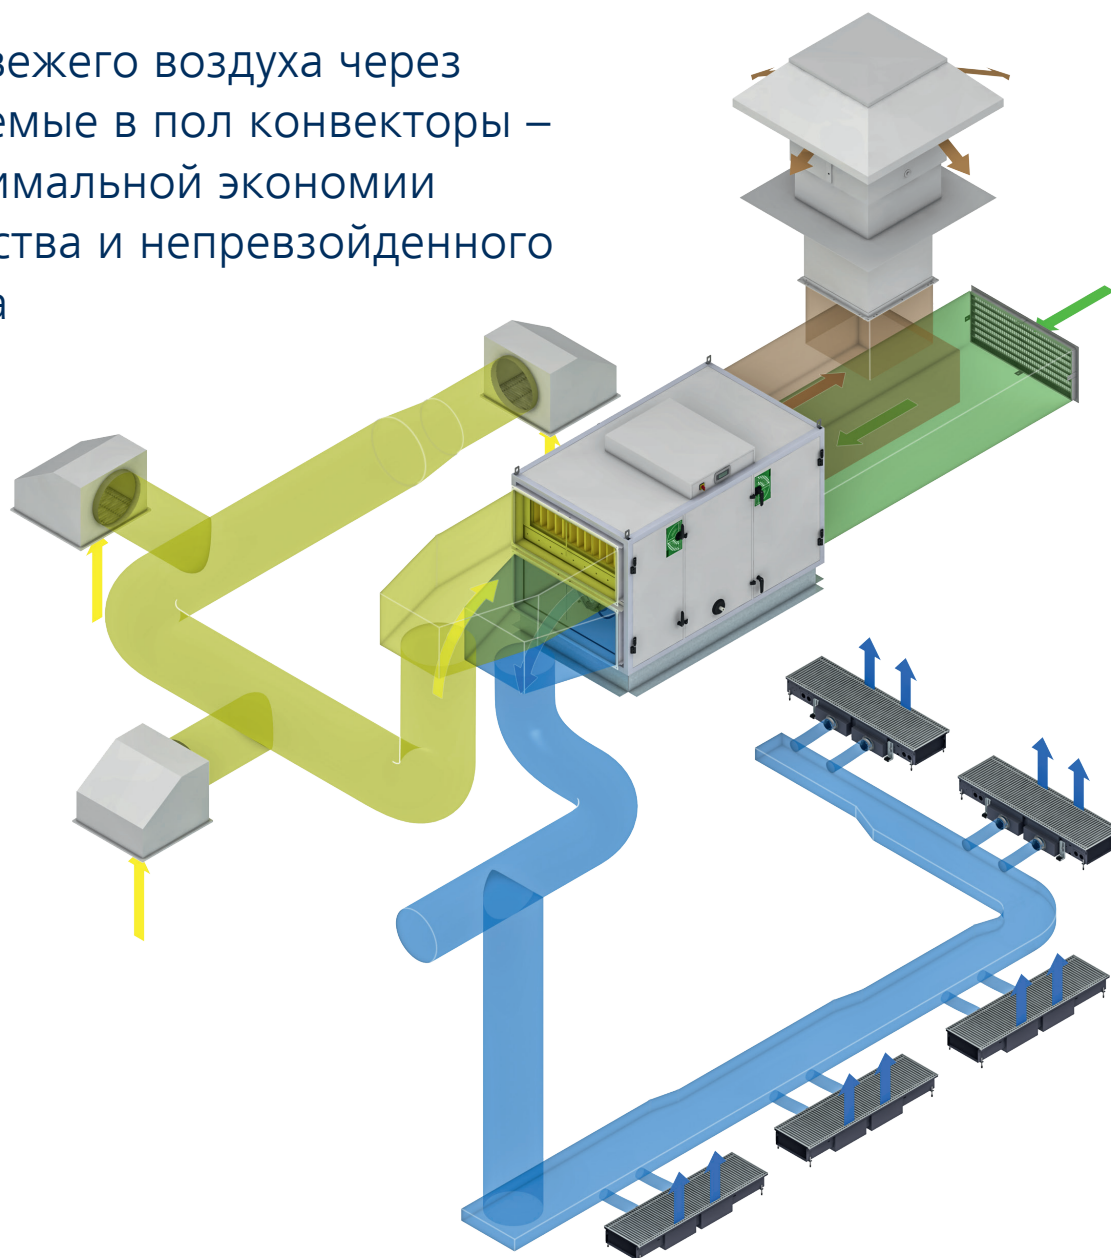 вежего воздуха через
емые в пол конвекторы –
имальной экономии
ства и непревзойденного
а